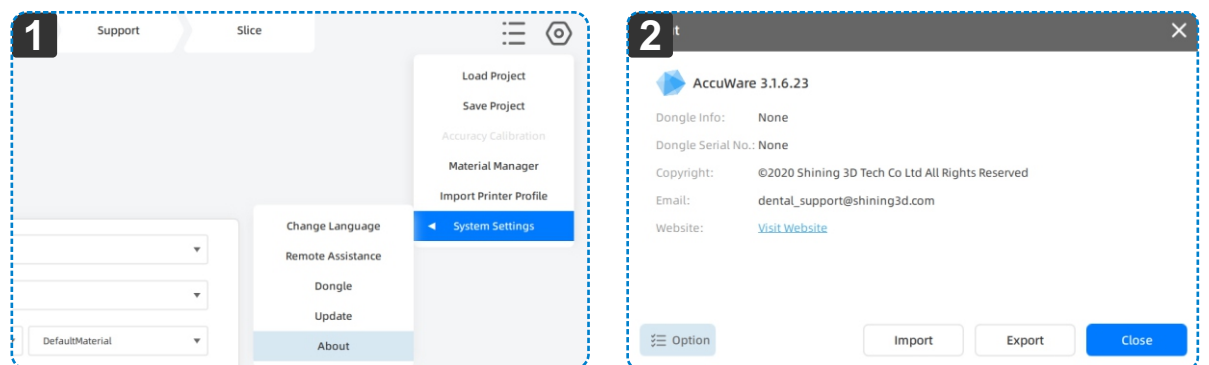 1
Support
Slice
Load Project
Save Project
Accuracy Calibration
Material Manager
Import Printer Profile
System Settings
Change Language
Remote Assistance
Dongle
Update
About
DefaultMaterial
2
t
AccuWare 3.1.6.23
Dongle Info: None
Dongle Serial No.: None
Copyright: ©2020 Shining 3D Tech Co Ltd All Rights Reserved
Email: dental_support@shining3d.com
Website: Visit Website
Option
Import
Export
Close